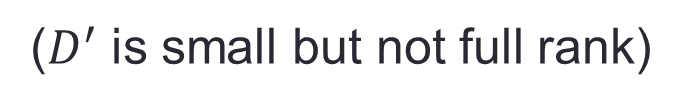 (D′ is small but not full rank)